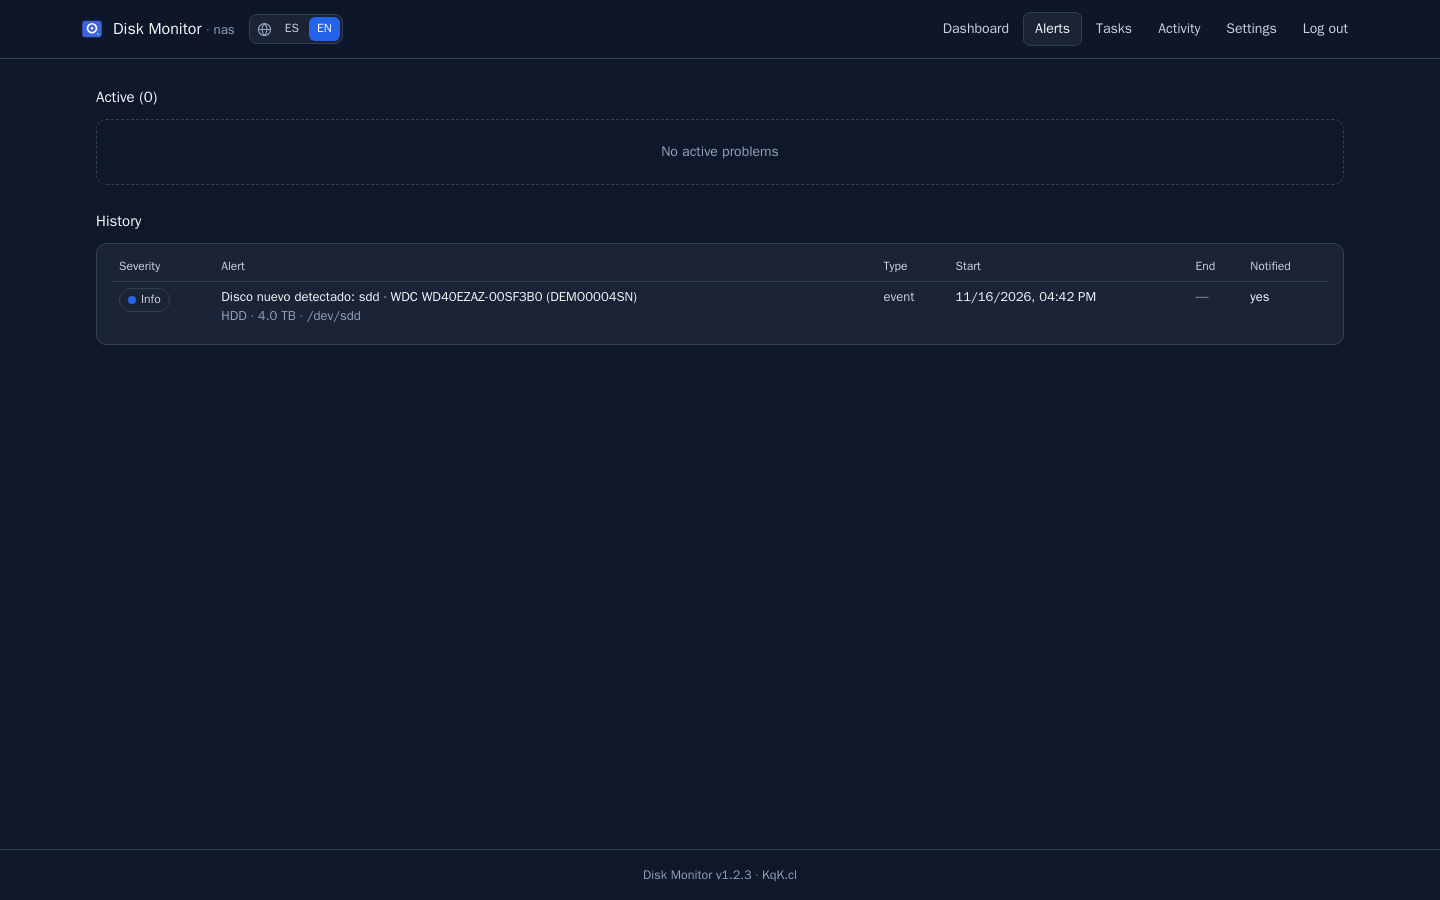 Disk Monitor · nas ES EN Dashboard Alerts Tasks Activity Settings Log out
Active (0)
No active problems
History
Severity Alert Type Start End Notified
Info Disco nuevo detectado: sdd · WDC WD40EZAZ-00SF3B0 (DEMO0004SN) event 11/16/2026, 04:42 PM — yes
HDD · 4.0 TB · /dev/sdd
Disk Monitor v1.2.3 · KqK.cl